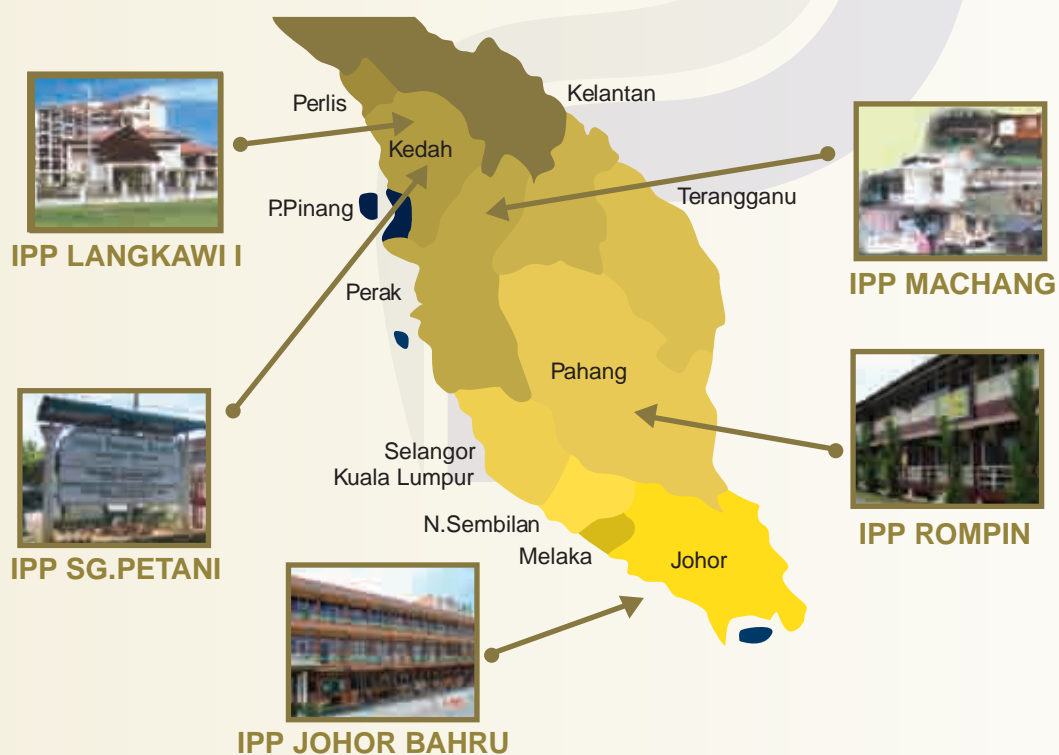 Perlis
Kelantan
Kedah
P.Pinang
Terangganu
IPP LANGKAWI I
IPP MACHANG
Perak
Pahang
Selangor
Kuala Lumpur
N.Sembilan
IPP ROMPIN
Melaka
Johor
IPP SG.PETANI
IPP JOHOR BAHRU